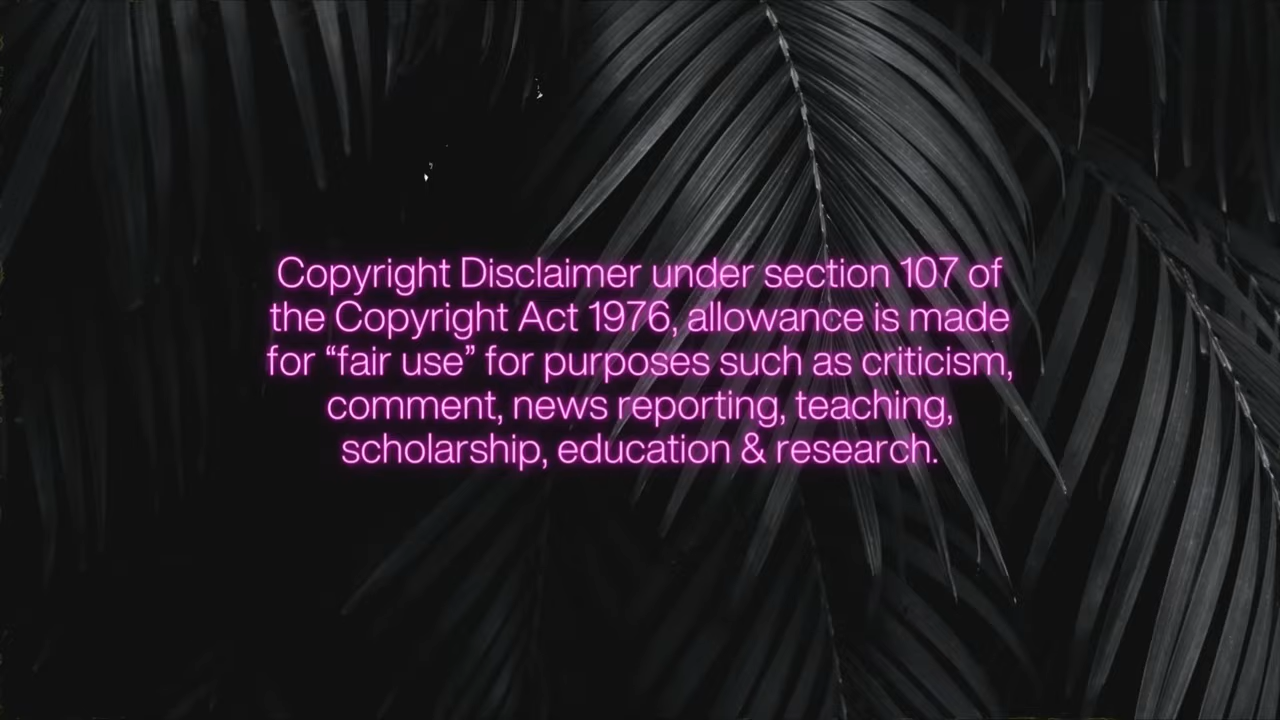 Copyright Disclaimer under section 107 of
the Copyright Act 1976, allowance is made
for “fair use” for purposes such as criticism,
comment, news reporting, teaching,
scholarship, education & research.